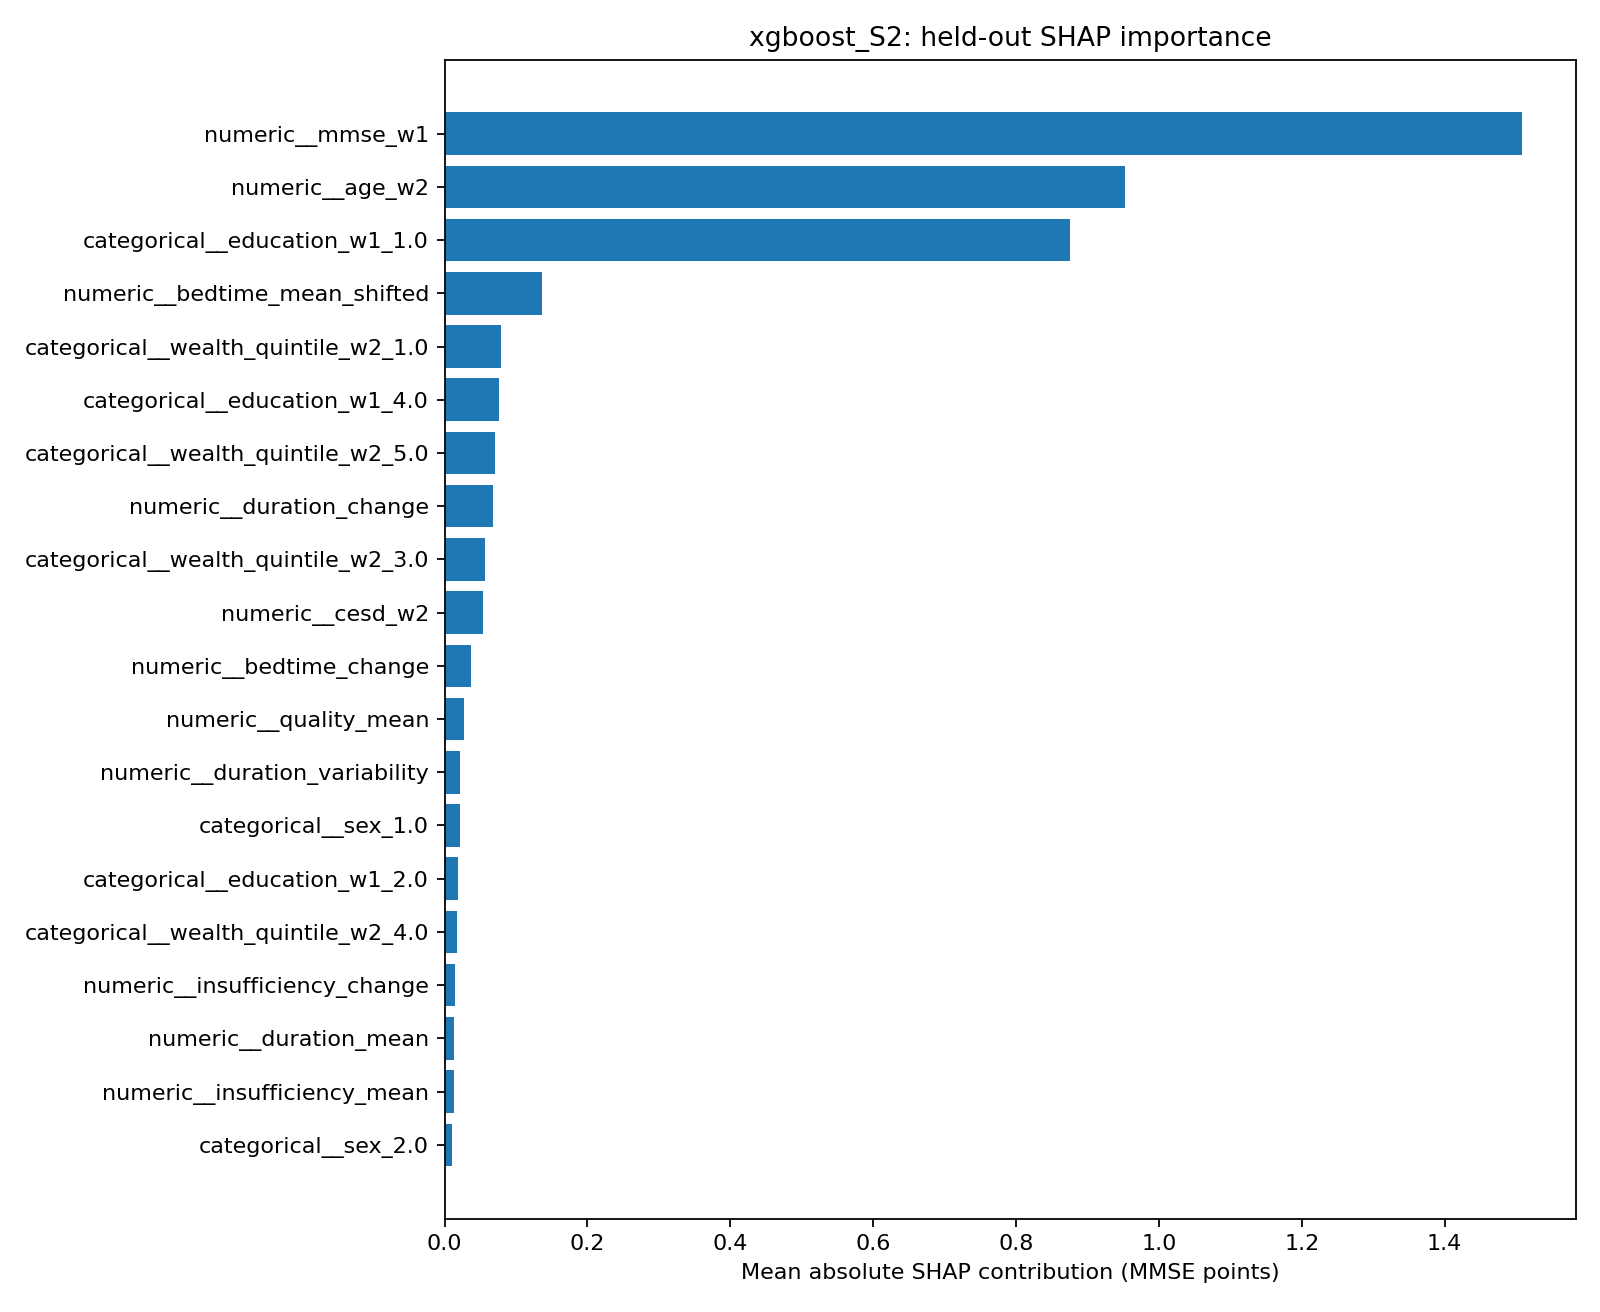 xgboost_S2: held-out SHAP importance
numeric__mmse_w1
numeric__age_w2
categorical__education_w1_1.0
numeric__bedtime_mean_shifted
categorical__wealth_quintile_w2_1.0
categorical__education_w1_4.0
categorical__wealth_quintile_w2_5.0
numeric__duration_change
categorical__wealth_quintile_w2_3.0
numeric__cesd_w2
numeric__bedtime_change
numeric__quality_mean
numeric__duration_variability
categorical__sex_1.0
categorical__education_w1_2.0
categorical__wealth_quintile_w2_4.0
numeric__insufficiency_change
numeric__duration_mean
numeric__insufficiency_mean
categorical__sex_2.0
0.0 0.2 0.4 0.6 0.8 1.0 1.2 1.4
Mean absolute SHAP contribution (MMSE points)